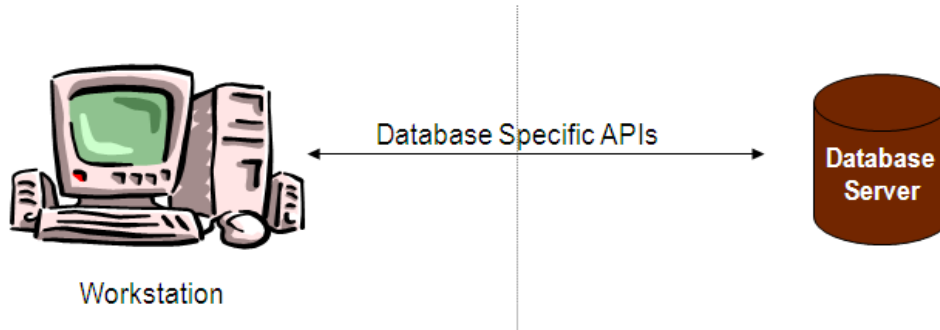 Database Specific APIs
Database
Server
Workstation